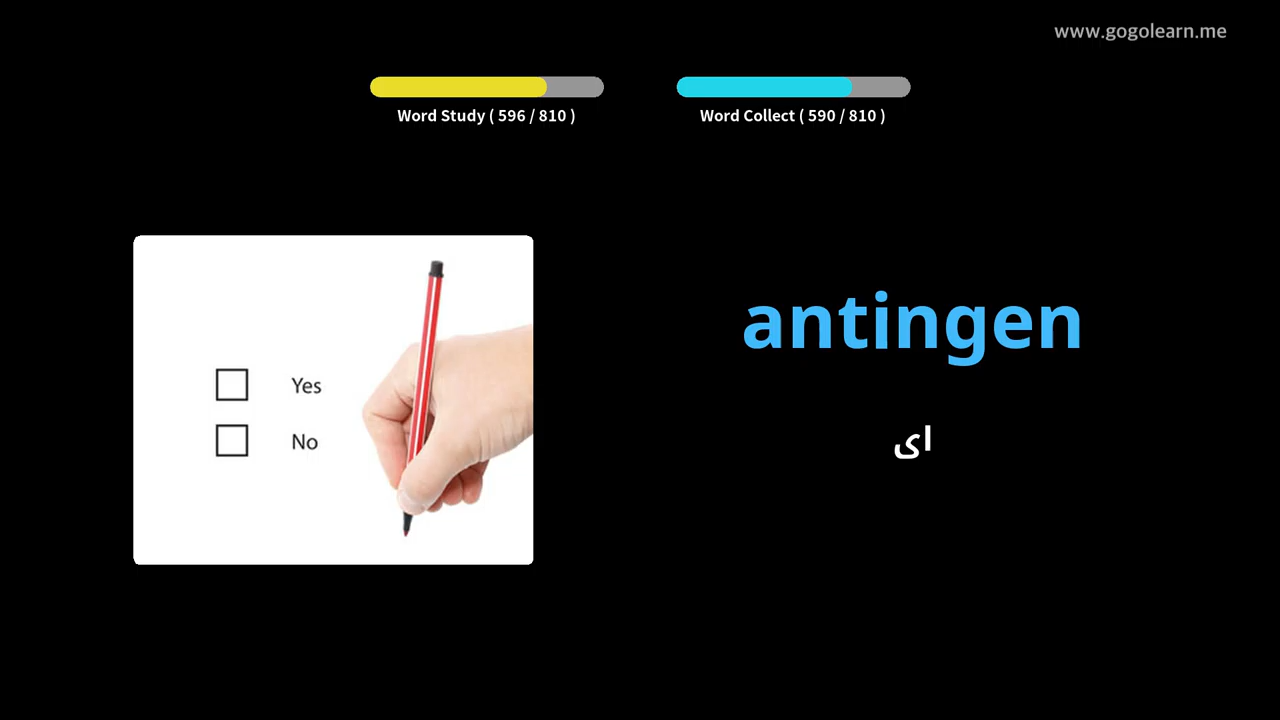 www.gogolearn.me
Word Study ( 596 / 810 )
Word Collect ( 590 / 810 )
Yes
No
antingen
ای